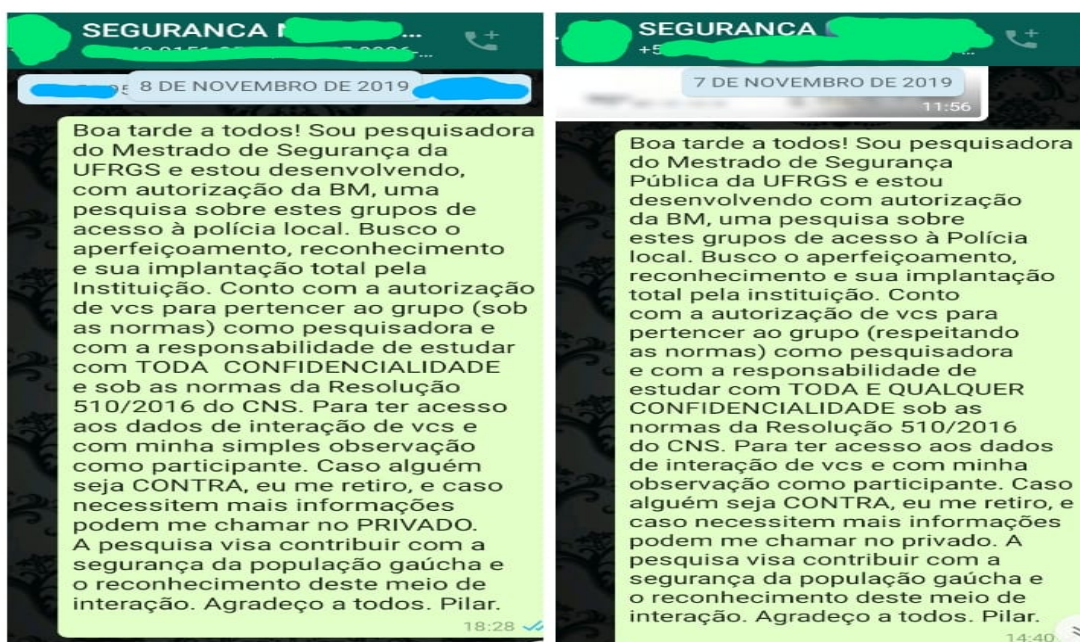 SEGURANCA
8 DE NOVEMBRO DE 2019
Boa tarde a todos! Sou pesquisadora
do Mestrado de Segurança da
UFRGS e estou desenvolvendo,
com autorização da BM, uma
pesquisa sobre estes grupos de
acesso à polícia local. Busco o
aperfeiçoamento, reconhecimento
e sua implantação total pela
Instituição. Conto com a autorização
de vcs para pertencer ao grupo (sob
as normas) como pesquisadora e
com a responsabilidade de estudar
com TODA CONFIDENCIALIDADE
e sob as normas da Resolução
510/2016 do CNS. Para ter acesso
aos dados de interação de vcs e
com minha simples observação
como participante. Caso alguém
seja CONTRA, eu me retiro, e caso
necessitem mais informações
podem me chamar no PRIVADO.
A pesquisa visa contribuir com a
segurança da população gaúcha e
o reconhecimento deste meio de
interação. Agradeço a todos. Pilar.
18:28
SEGURANCA
7 DE NOVEMBRO DE 2019
11:56
Boa tarde a todos! Sou pesquisadora
do Mestrado de Segurança
Pública da UFRGS e estou
desenvolvendo com autorização
da BM, uma pesquisa sobre
estes grupos de acesso à Polícia
local. Busco o aperfeiçoamento,
reconhecimento e sua implantação
total pela instituição. Conto
com a autorização de vcs para
pertencer ao grupo (respeitando
as normas) como pesquisadora
e com a responsabilidade de
estudar com TODA E QUALQUER
CONFIDENCIALIDADE sob as
normas da Resolução 510/2016
do CNS. Para ter acesso aos dados
de interação de vcs e com minha
observação como participante. Caso
alguém seja CONTRA, eu me retiro, e
caso necessitem mais informações
podem me chamar no privado. A
pesquisa visa contribuir com a
segurança da população gaúcha e
o reconhecimento deste meio de
interação. Agradeço a todos. Pilar.
14:40